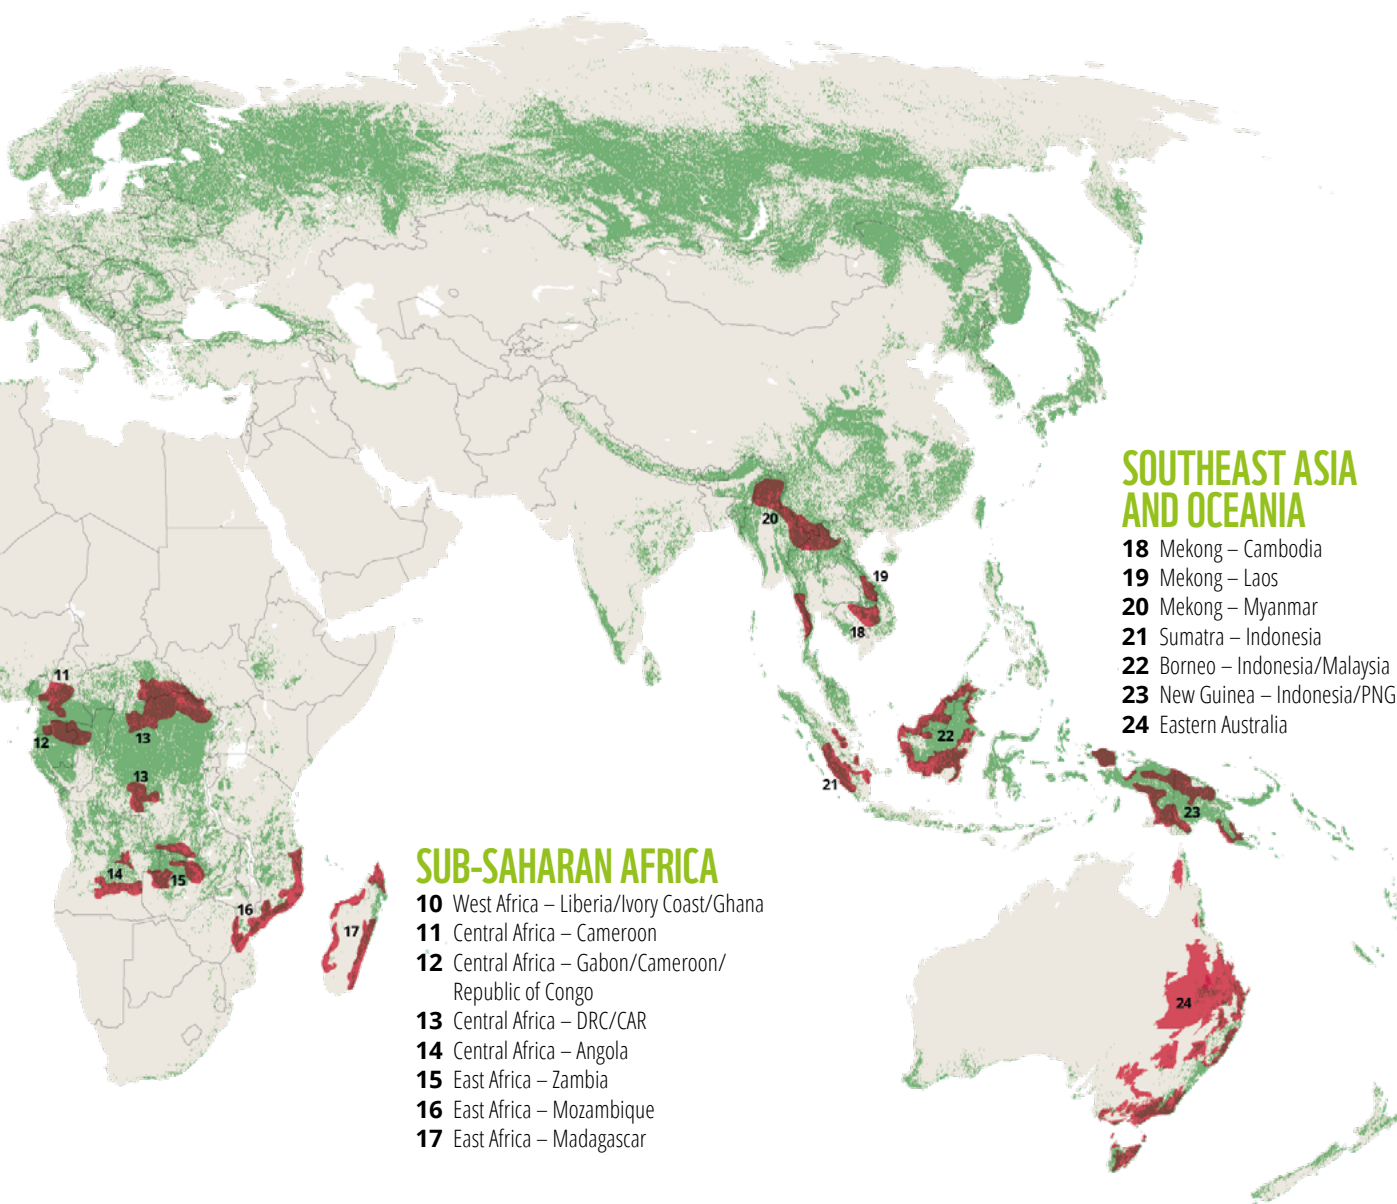 SOUTHEAST ASIA
AND OCEANIA
18 Mekong – Cambodia
19 Mekong – Laos
20 Mekong – Myanmar
21 Sumatra – Indonesia
22 Borneo – Indonesia/Malaysia
23 New Guinea – Indonesia/PNG
24 Eastern Australia
20
19
18
11
12
13
13
22
21
23
14
15
16
17
24
SUB-SAHARAN AFRICA
10 West Africa – Liberia/Ivory Coast/Ghana
11 Central Africa – Cameroon
12 Central Africa – Gabon/Cameroon/
Republic of Congo
13 Central Africa – DRC/CAR
14 Central Africa – Angola
15 East Africa – Zambia
16 East Africa – Mozambique
17 East Africa – Madagascar